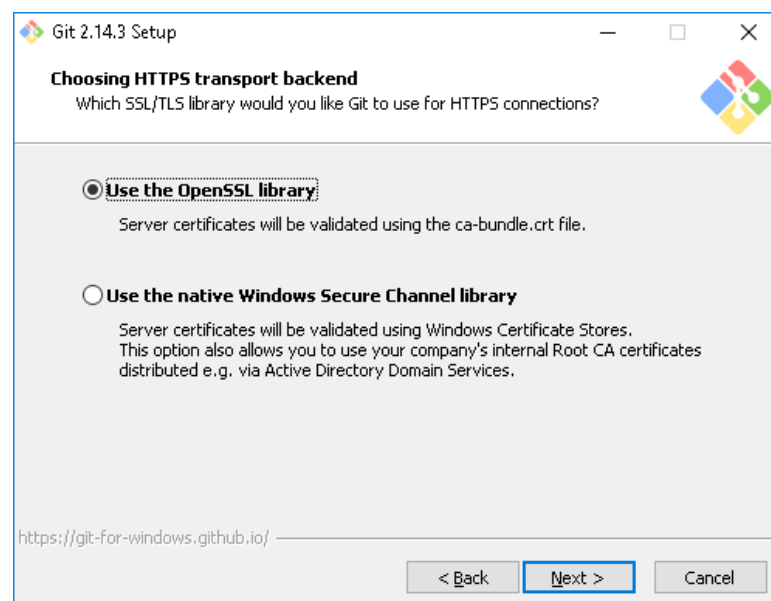 Git 2.14.3 Setup
Choosing HTTPS transport backend
Which SSL/TLS library would you like Git to use for HTTPS connections?
Use the OpenSSL library
Server certificates will be validated using the ca-bundle.crt file.
Use the native Windows Secure Channel library
Server certificates will be validated using Windows Certificate Stores.
This option also allows you to use your company's internal Root CA certificates
distributed e.g. via Active Directory Domain Services.
https://git-for-windows.github.io/
< Back Next > Cancel